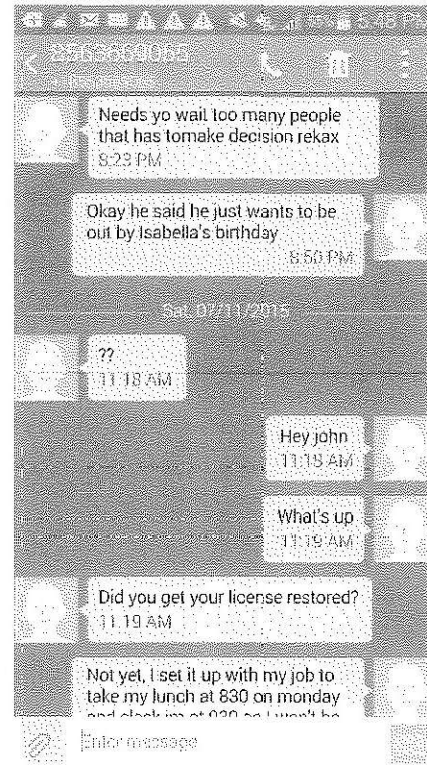 8563669065
Needs yo wait too many people
that has tomake decision rekax
8:23 PM
Okay he said he just wants to be
out by Isabella's birthday
8:50 PM
Sat, 07/11/2015
??
11:18 AM
Hey john
11:18 AM
What's up
11:19 AM
Did you get your license restored?
11:19 AM
Not yet, I set it up with my job to
take my lunch at 830 on monday
Enter message